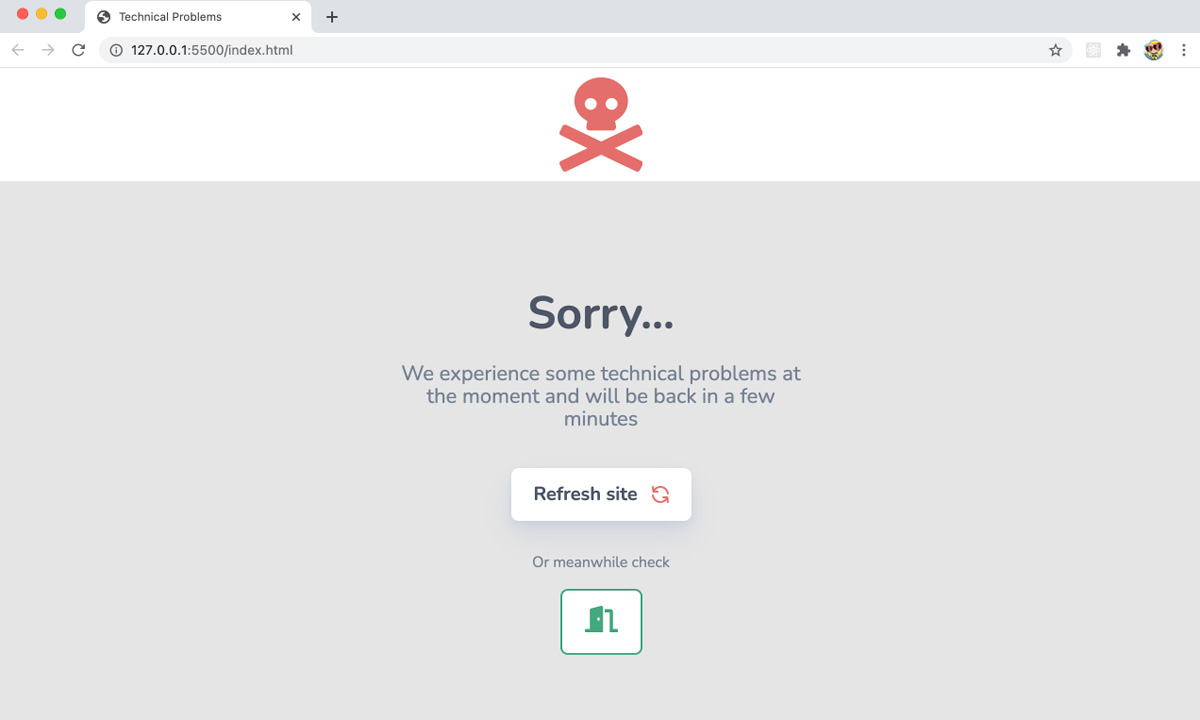 Technical Problems
127.0.0.1:5500/index.html
Sorry...
We experience some technical problems at
the moment and will be back in a few
minutes
Refresh site
Or meanwhile check